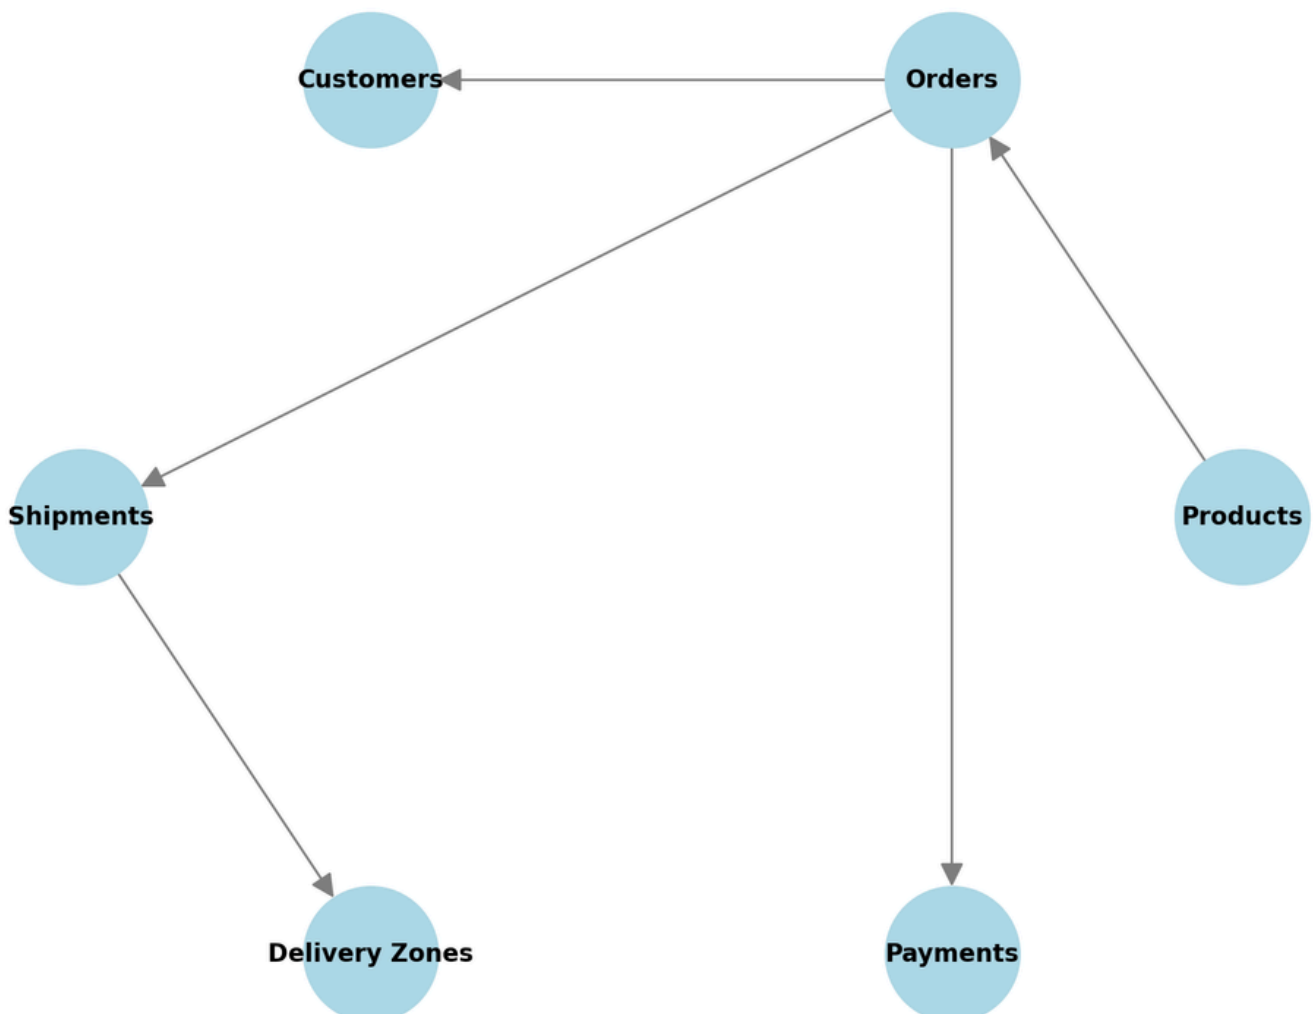 Customers
Orders
Shipments
Products
Delivery Zones
Payments